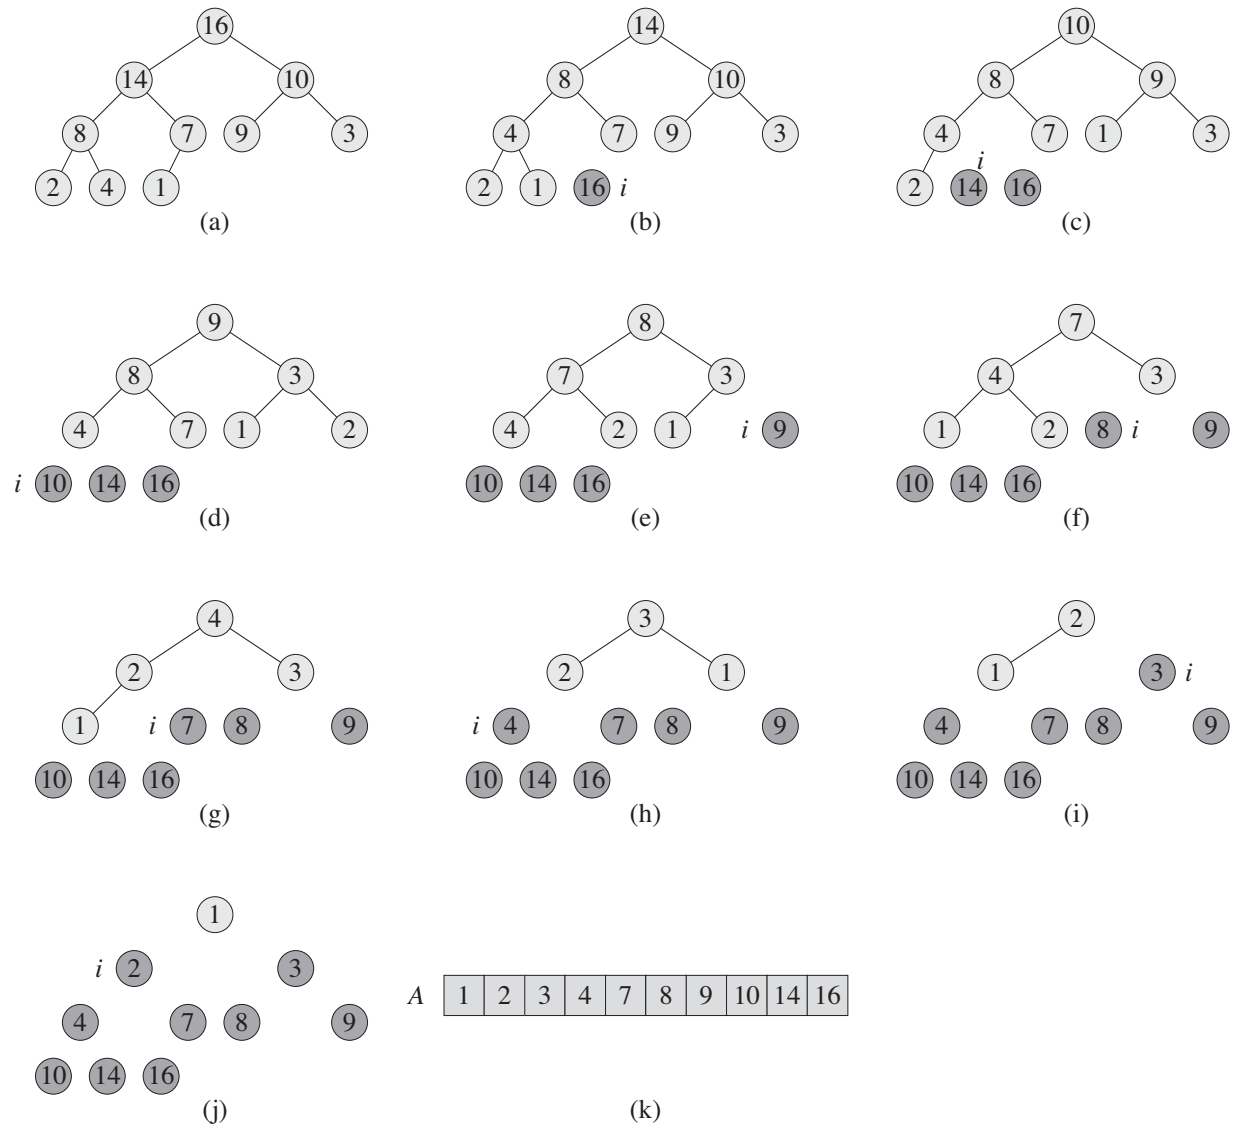 16 14 10
14 10 8 10 8 9
8 7 9 3 4 7 9 3 4 7 1 3
i
2 4 1 2 1 16 i 2 14 16
(a) (b) (c)
9 8 7
8 3 7 3 4 3
4 7 1 2 4 2 1 i 9 1 2 8 i 9
i 10 14 16 10 14 16 10 14 16
(d) (e) (f)
4 3 2
2 3 2 1 1 3 i
1 i 7 8 9 i 4 7 8 9 4 7 8 9
10 14 16 10 14 16 10 14 16
(g) (h) (i)
1
i 2 3
A 1 2 3 4 7 8 9 10 14 16
4 7 8 9
10 14 16
(j) (k)